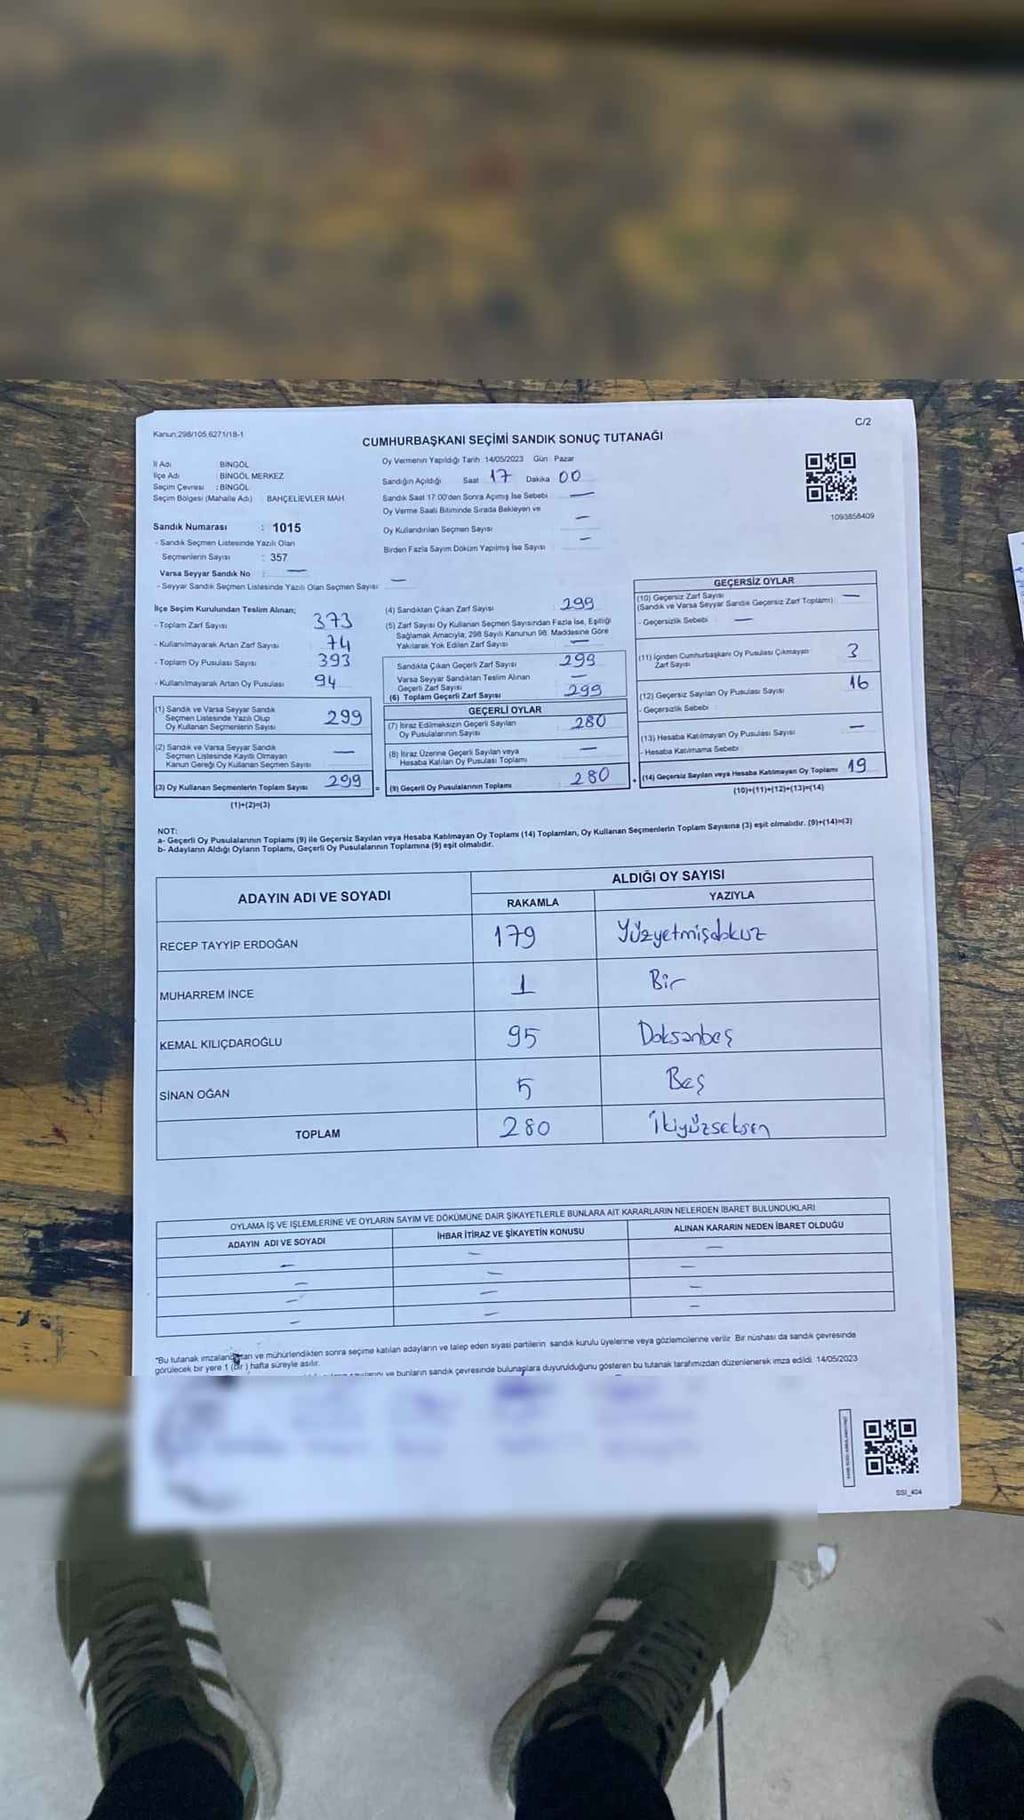 Kanun:298/105.6271/18-1
C/2
CUMHURBAŞKANI SEÇİMİ SANDIK SONUÇ TUTANAĞI
İl Adı BİNGÖL
İlçe Adı BİNGÖL MERKEZ
Seçim Çevresi : BİNGÖL
Seçim Bölgesi (Mahalle Adı) : BAHÇELİEVLER MAH.
Sandık Numarası : 1015
- Sandık Seçmen Listesinde Yazılı Olan
Seçmenlerin Sayısı : 357
Varsa Seyyar Sandık No : —
- Seyyar Sandık Seçmen Listesinde Yazılı Olan Seçmen Sayısı : —
Oy Vermenin Yapıldığı Tarih :14/05/2023 Gün : Pazar
Sandığın Açıldığı Saat 17 Dakika 00
Sandık Saat 17:00'den Sonra Açılmış İse Sebebi —
Oy Verme Saati Bitiminde Sırada Bekleyen ve
Oy Kullandırılan Seçmen Sayısı —
Birden Fazla Sayım Döküm Yapılmış İse Sayısı —
1093858409
İlçe Seçim Kurulundan Teslim Alınan;
- Toplam Zarf Sayısı 373
- Kullanılmayarak Artan Zarf Sayısı 74
- Toplam Oy Pusulası Sayısı 393
- Kullanılmayarak Artan Oy Pusulası 94
(1) Sandık ve Varsa Seyyar Sandık
Seçmen Listesinde Yazılı Olup
Oy Kullanan Seçmenlerin Sayısı 299
(2) Sandık ve Varsa Seyyar Sandık
Seçmen Listesinde Kayıtlı Olmayan
Kanun Gereği Oy Kullanan Seçmen Sayısı —
(3) Oy Kullanan Seçmenlerin Toplam Sayısı 299
(1)+(2)=(3)
(4) Sandıktan Çıkan Zarf Sayısı 299
(5) Zarf Sayısı Oy Kullanan Seçmen Sayısından Fazla İse, Eşitliği
Sağlamak Amacıyla, 298 Sayılı Kanunun 98. Maddesine Göre
Yakılarak Yok Edilen Zarf Sayısı —
Sandıkta Çıkan Geçerli Zarf Sayısı 299
Varsa Seyyar Sandıktan Teslim Alınan
Geçerli Zarf Sayısı —
(6) Toplam Geçerli Zarf Sayısı 299
GEÇERLİ OYLAR
(7) İtiraz Edilmeksizin Geçerli Sayılan
Oy Pusulasının Sayısı 280
(8) İtiraz Üzerine Geçerli Sayılan veya
Hesaba Katılan Oy Pusulası Toplamı —
(9) Geçerli Oy Pusulalarının Toplamı 280
GEÇERSİZ OYLAR
(10) Geçersiz Zarf Sayısı —
(Sandık ve Varsa Seyyar Sandık Geçersiz Zarf Toplamı)
- Geçersizlik Sebebi : —
(11) İçinden Cumhurbaşkanı Oy Pusulası Çıkmayan
Zarf Sayısı 3
(12) Geçersiz Sayılan Oy Pusulası Sayısı 16
- Geçersizlik Sebebi :
(13) Hesaba Katılmayan Oy Pusulası Sayısı —
- Hesaba Katılmama Sebebi :
(14) Geçersiz Sayılan veya Hesaba Katılmayan Oy Toplamı 19
(10)+(11)+(12)+(13)=(14)
NOT:
a- Geçerli Oy Pusulalarının Toplamı (9) ile Geçersiz Sayılan veya Hesaba Katılmayan Oy Toplamı (14) Toplamları, Oy Kullanan Seçmenlerin Toplam Sayısına (3) eşit olmalıdır. (9)+(14)=(3)
b- Adayların Aldığı Oyların Toplamı, Geçerli Oy Pusulalarının Toplamına (9) eşit olmalıdır.
ADAYIN ADI VE SOYADI
ALDIĞI OY SAYISI
RAKAMLA YAZIYLA
RECEP TAYYİP ERDOĞAN 179 Yüzyetmişdokuz
MUHARREM İNCE 1 Bir
KEMAL KILIÇDAROĞLU 95 Doksanbeş
SİNAN OĞAN 5 Beş
TOPLAM 280 İkiyüzseksen
OYLAMA İŞ VE İŞLEMLERİNE VE OYLARIN SAYIM VE DÖKÜMÜNE DAİR ŞİKAYETLERLE BUNLARA AİT KARARLARIN NELERDEN İBARET BULUNDUKLARI
ADAYIN ADI VE SOYADI İHBAR İTİRAZ VE ŞİKAYETİN KONUSU ALINAN KARARIN NEDEN İBARET OLDUĞU
— — —
— — —
— — —
— — —
"Bu tutanak ve mühürlendikten sonra seçime katılan adayların ve talep eden siyasi partilerin sandık kurulu üyelerine veya gözlemcilerine verilir. Bir nüshası da sandık çevresinde
görülecek bir yere 1 (bir) hafta süreyle asılır.
ve bunların sandık çevresinde bulunanlara duyurulduğunu gösteren bu tutanak tarafımızdan düzenlenerek imza edildi. 14/05/2023
SSI_404